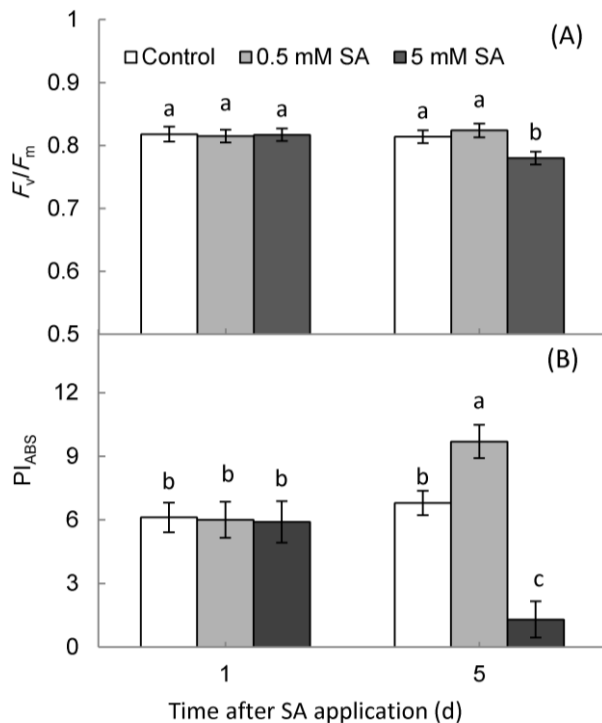 1
(A)
Control 0.5 mM SA 5 mM SA
0.9
a a a a a b
0.8
Fv/Fm
0.7
0.6
0.5
(B)
12
a
9
PIABS
b b b b
6
3
c
0
1 5
Time after SA application (d)